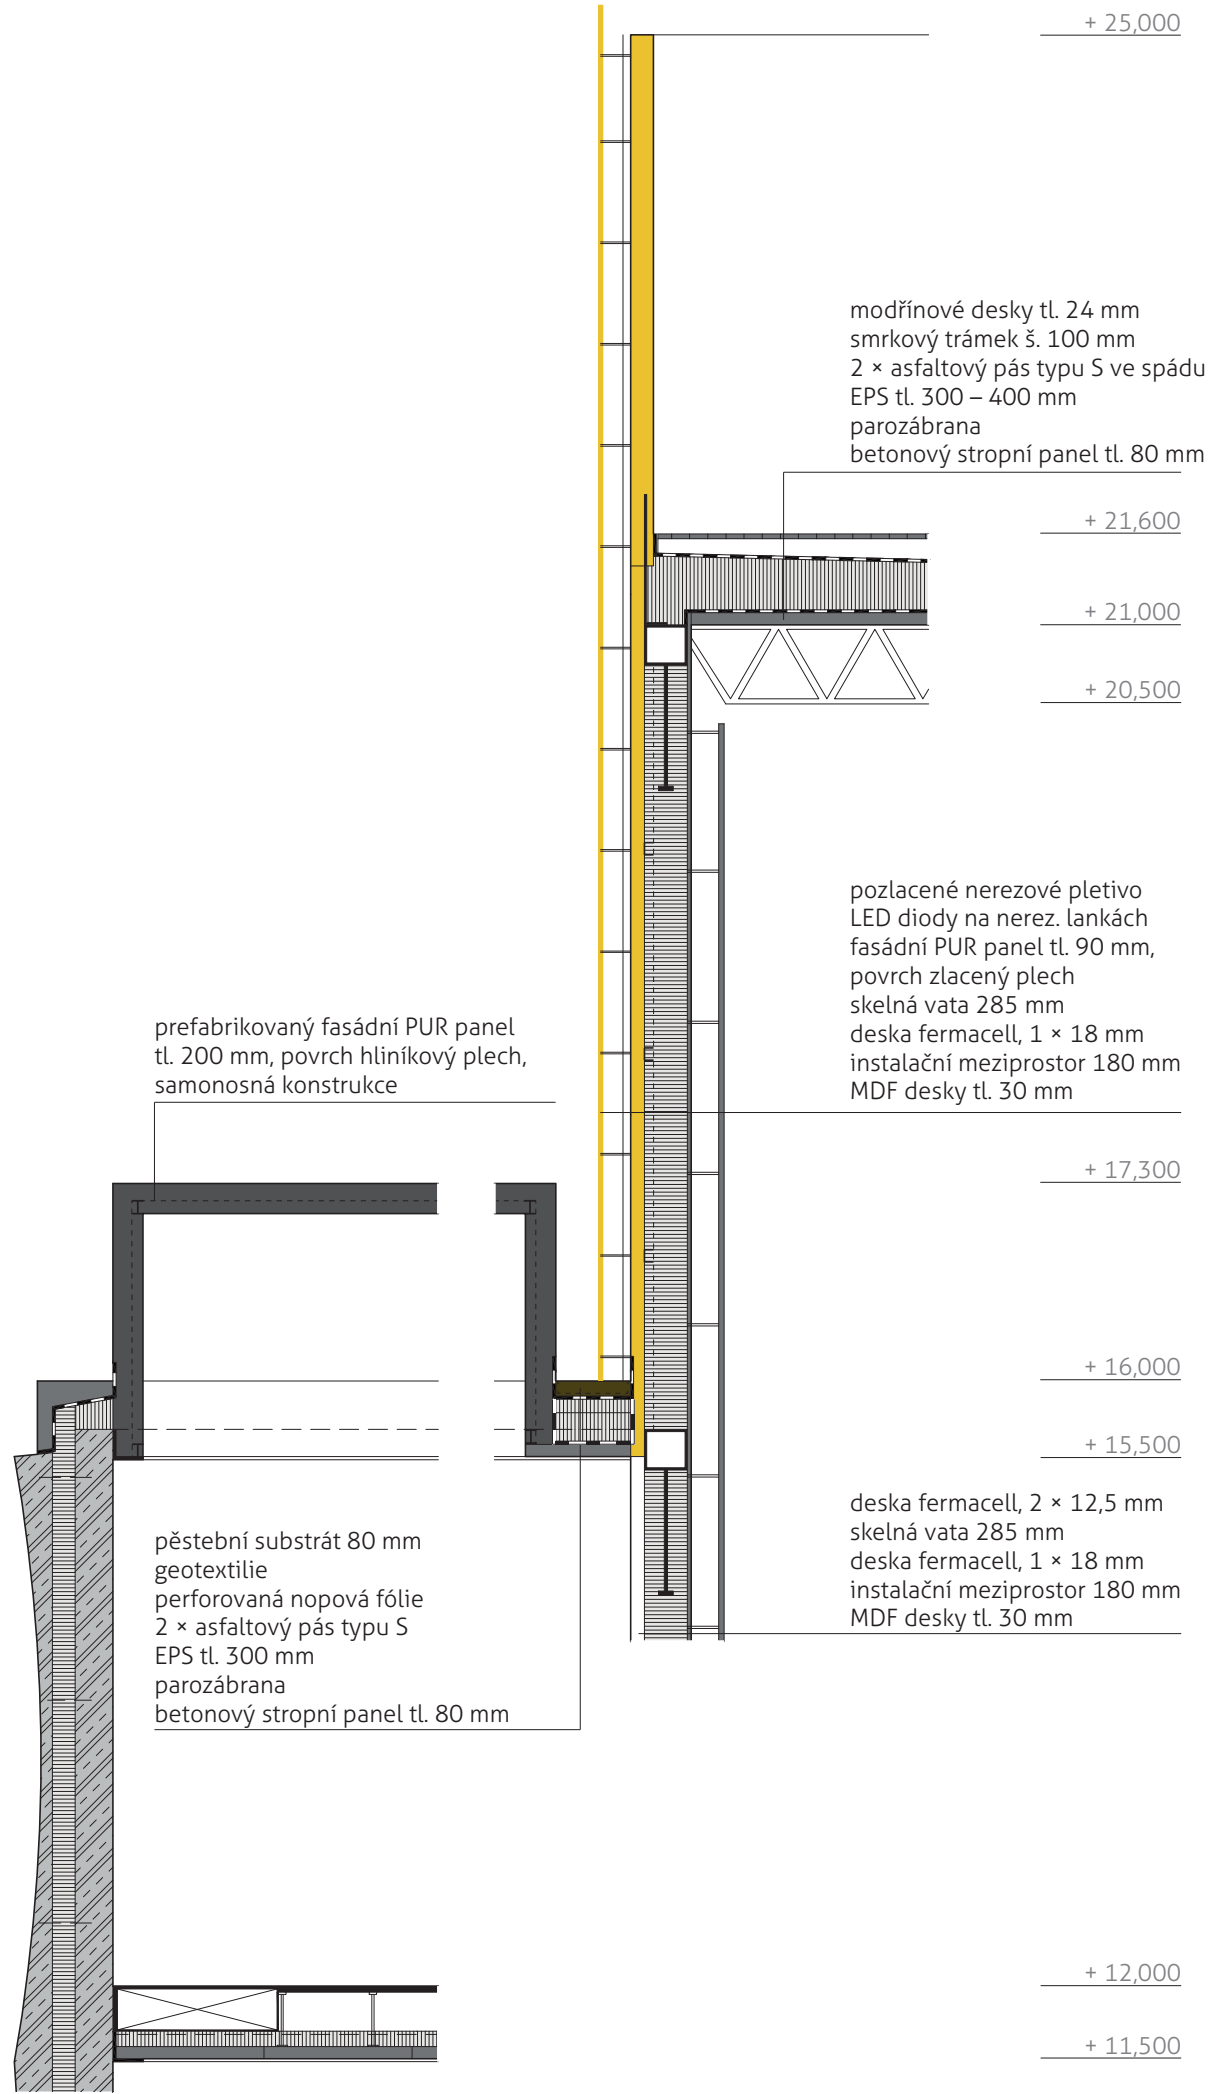 + 25,000
modřínové desky tl. 24 mm
smrkový trámek š. 100 mm
2 × asfaltový pás typu S ve spádu
EPS tl. 300 – 400 mm
parozábrana
betonový stropní panel tl. 80 mm
+ 21,600
+ 21,000
+ 20,500
pozlacené nerezové pletivo
LED diody na nerez. lankách
fasádní PUR panel tl. 90 mm,
povrch zlacený plech
skelná vata 285 mm
deska fermacell, 1 × 18 mm
instalační meziprostor 180 mm
MDF desky tl. 30 mm
prefabrikovaný fasádní PUR panel
tl. 200 mm, povrch hliníkový plech,
samonosná konstrukce
+ 17,300
+ 16,000
+ 15,500
deska fermacell, 2 × 12,5 mm
skelná vata 285 mm
deska fermacell, 1 × 18 mm
instalační meziprostor 180 mm
MDF desky tl. 30 mm
pěstební substrát 80 mm
geotextilie
perforovaná nopová fólie
2 × asfaltový pás typu S
EPS tl. 300 mm
parozábrana
betonový stropní panel tl. 80 mm
+ 12,000
+ 11,500